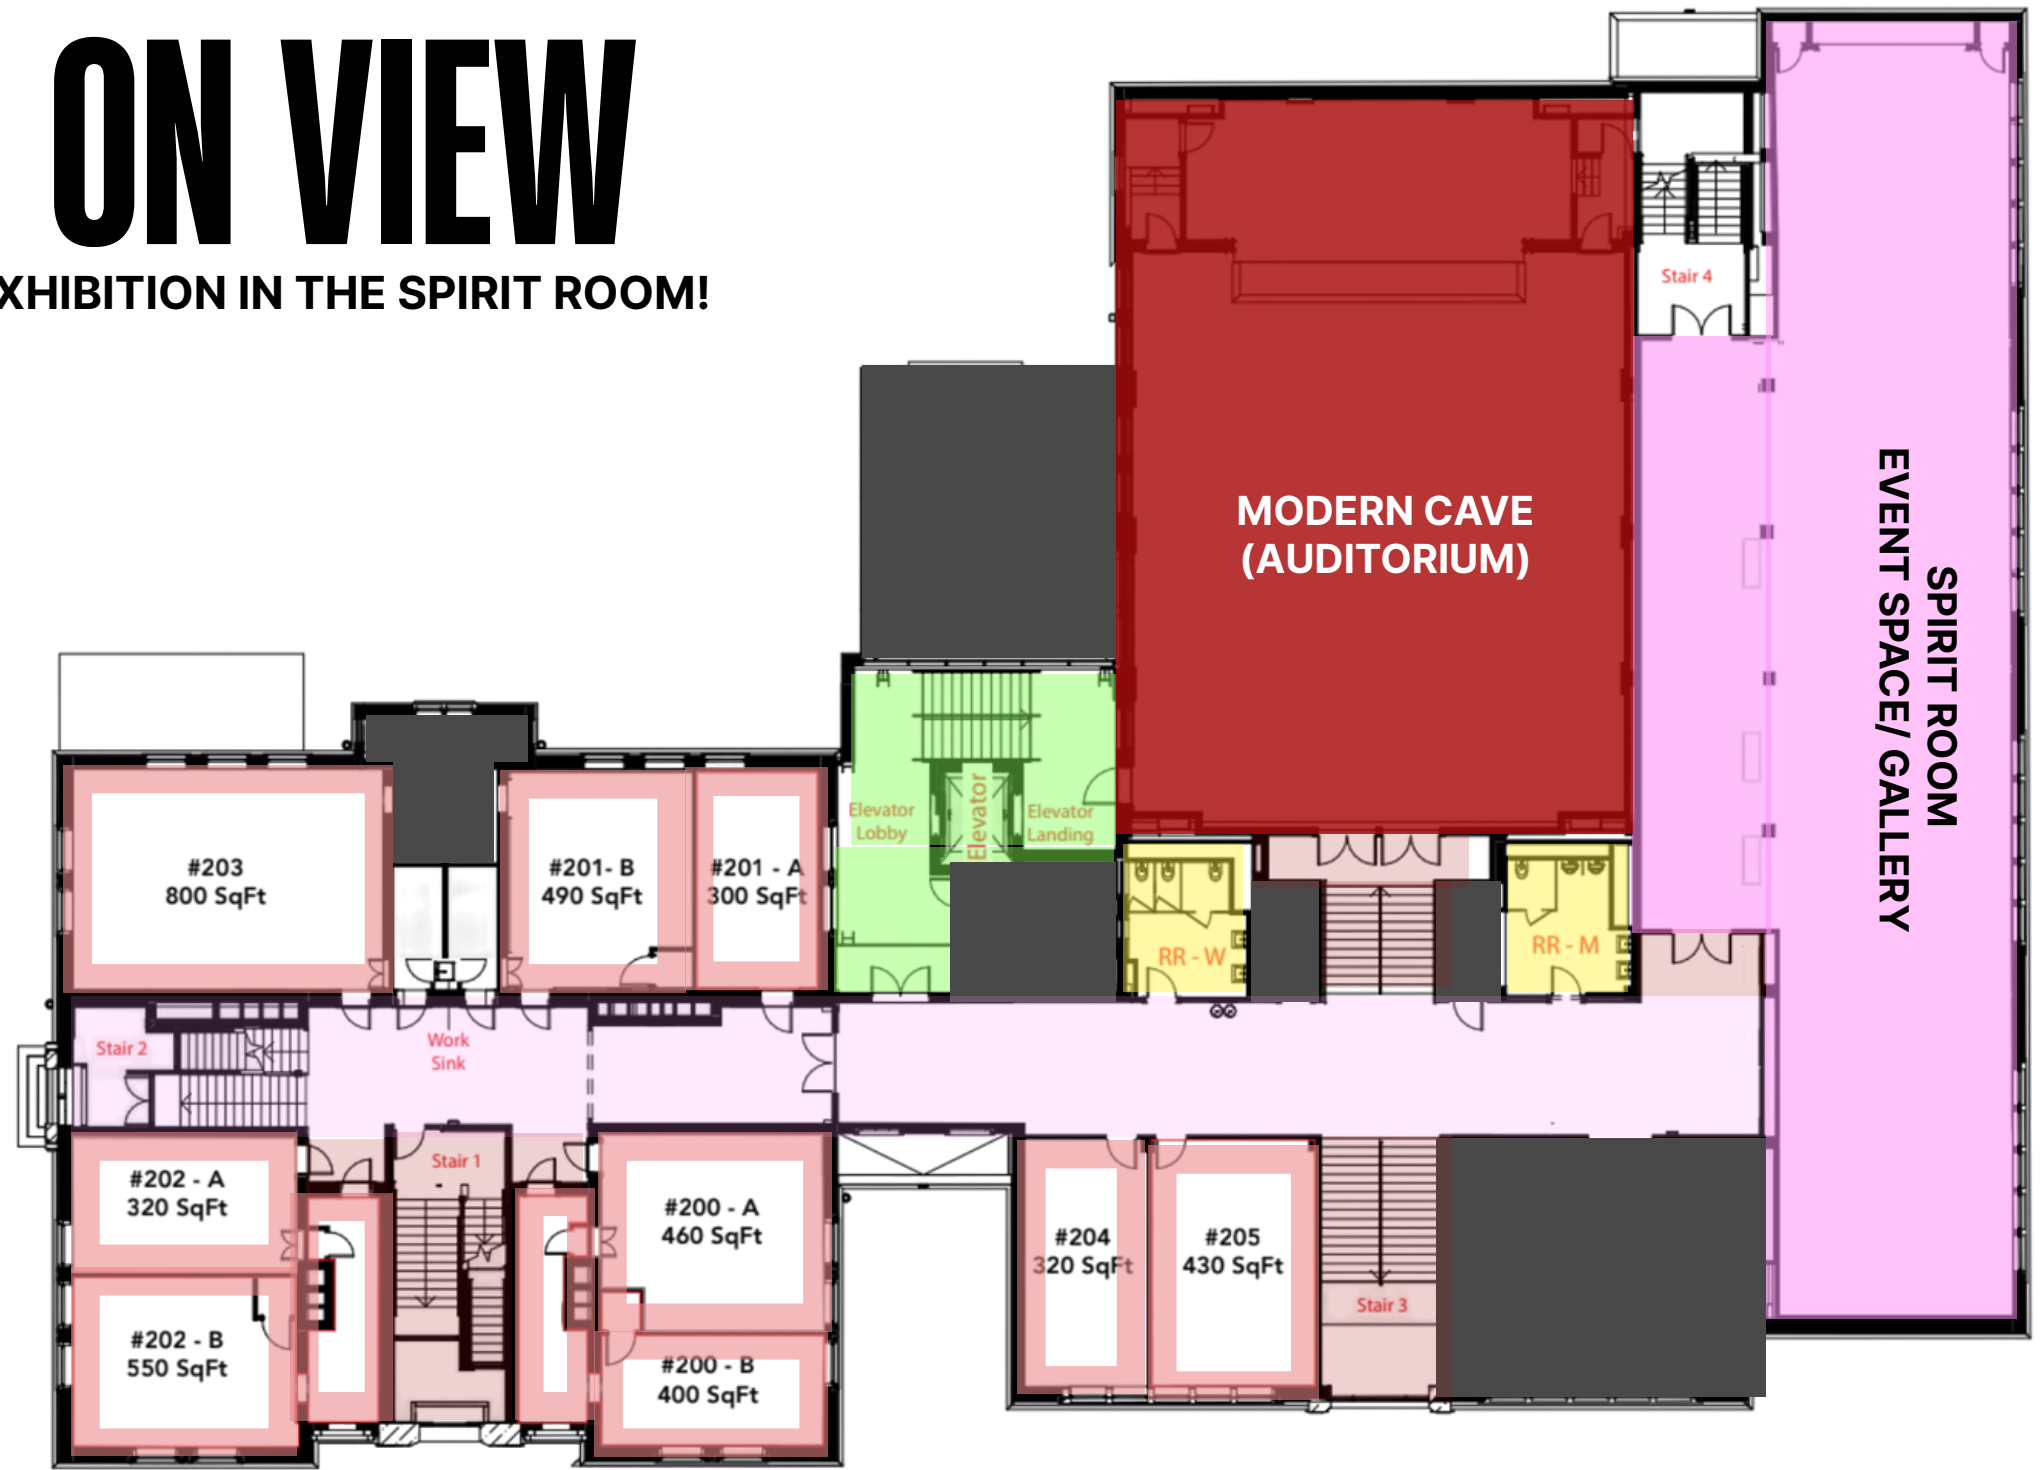 ON VIEW
XHIBITION IN THE SPIRIT ROOM!
Stair 4
MODERN CAVE
(AUDITORIUM)
SPIRIT ROOM
EVENT SPACE/ GALLERY
Elevator
Lobby
Elevator
Elevator
Landing
#203
800 SqFt
#201- B
490 SqFt
#201 - A
300 SqFt
RR - W
RR - M
Stair 2
Work
Sink
Stair 1
#202 - A
320 SqFt
#200 - A
460 SqFt
#204
320 SqFt
#205
430 SqFt
Stair 3
#202 - B
550 SqFt
#200 - B
400 SqFt